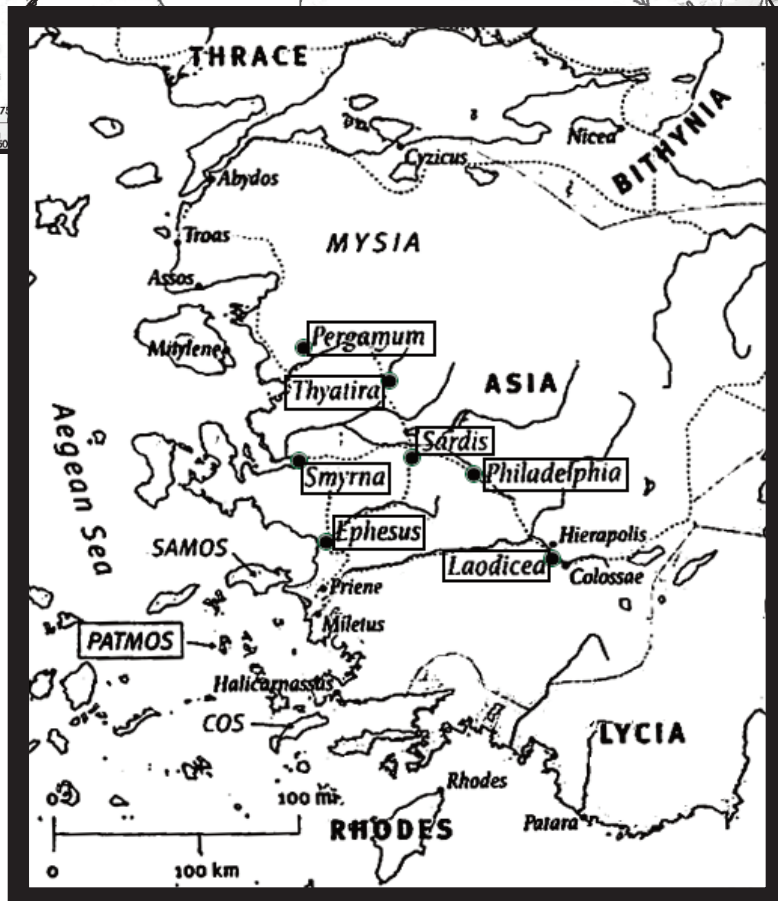 THRACE
BITHYNIA
Nicea
Cyzicus
Abydos
Troas
MYSIA
Assos
Mitylene
Pergamum
Thyatira
ASIA
Sardis
Smyrna
Philadelphia
Aegean Sea
Ephesus
Hierapolis
SAMOS
Laodicea
Colossae
Priene
PATMOS
Miletus
Halicarnassus
COS
LYCIA
Rhodes
0 100 mi.
RHODES
Patara
0 100 km